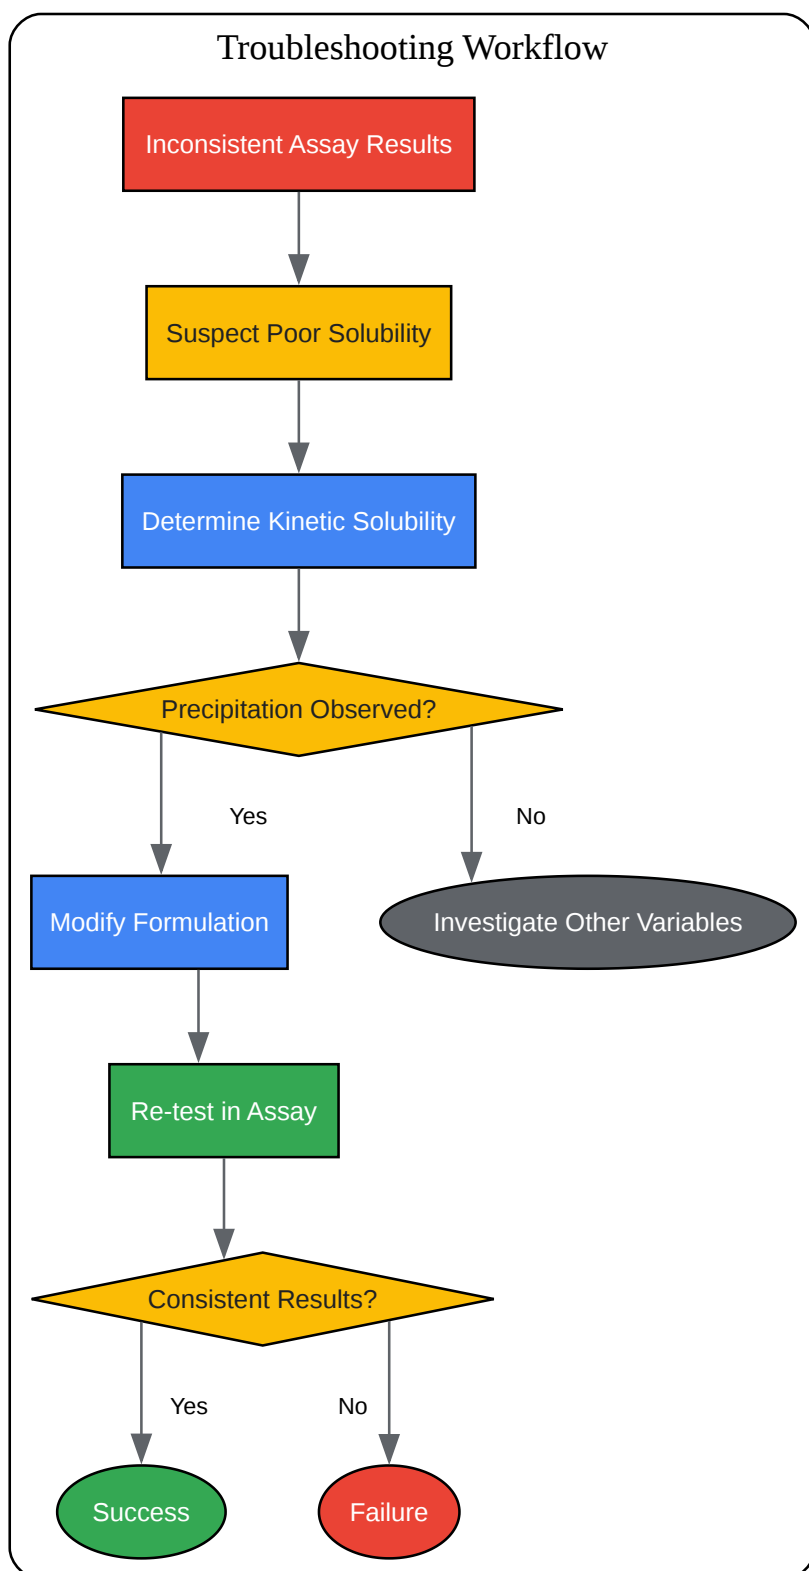 Troubleshooting Workflow
Inconsistent Assay Results
Suspect Poor Solubility
Determine Kinetic Solubility
Precipitation Observed?
Yes
No
Modify Formulation
Investigate Other Variables
Re-test in Assay
Consistent Results?
Yes
No
Success
Failure